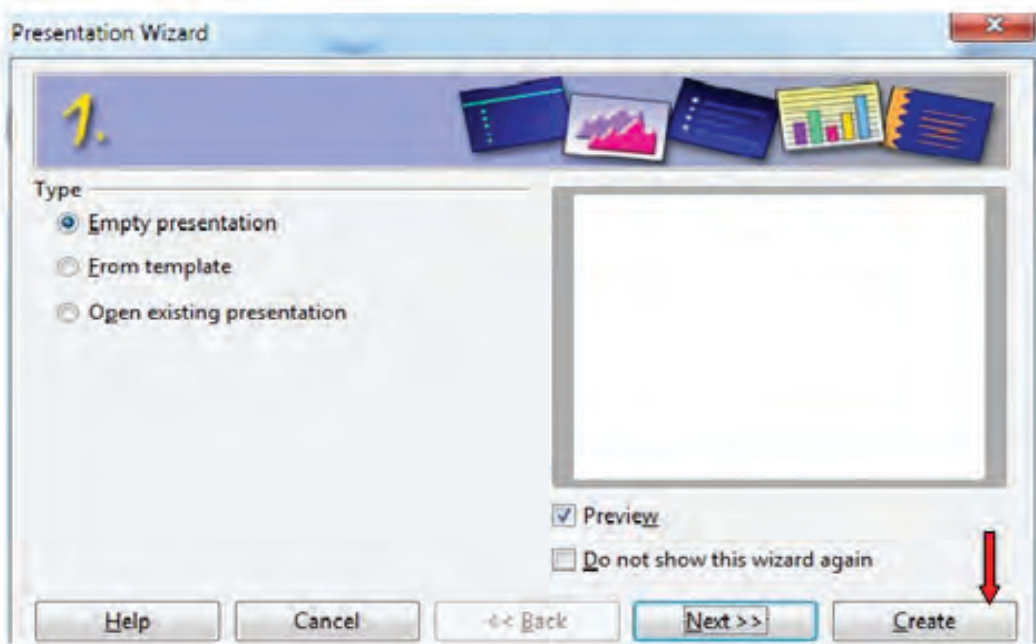 Presentation Wizard
1.
Type
Empty presentation
From template
Open existing presentation
Preview
Do not show this wizard again
Help Cancel << Back Next >> Create